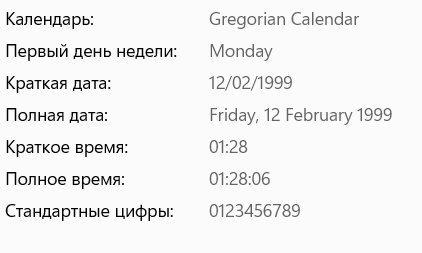 Календарь: Gregorian Calendar
Первый день недели: Monday
Краткая дата: 12/02/1999
Полная дата: Friday, 12 February 1999
Краткое время: 01:28
Полное время: 01:28:06
Стандартные цифры: 0123456789